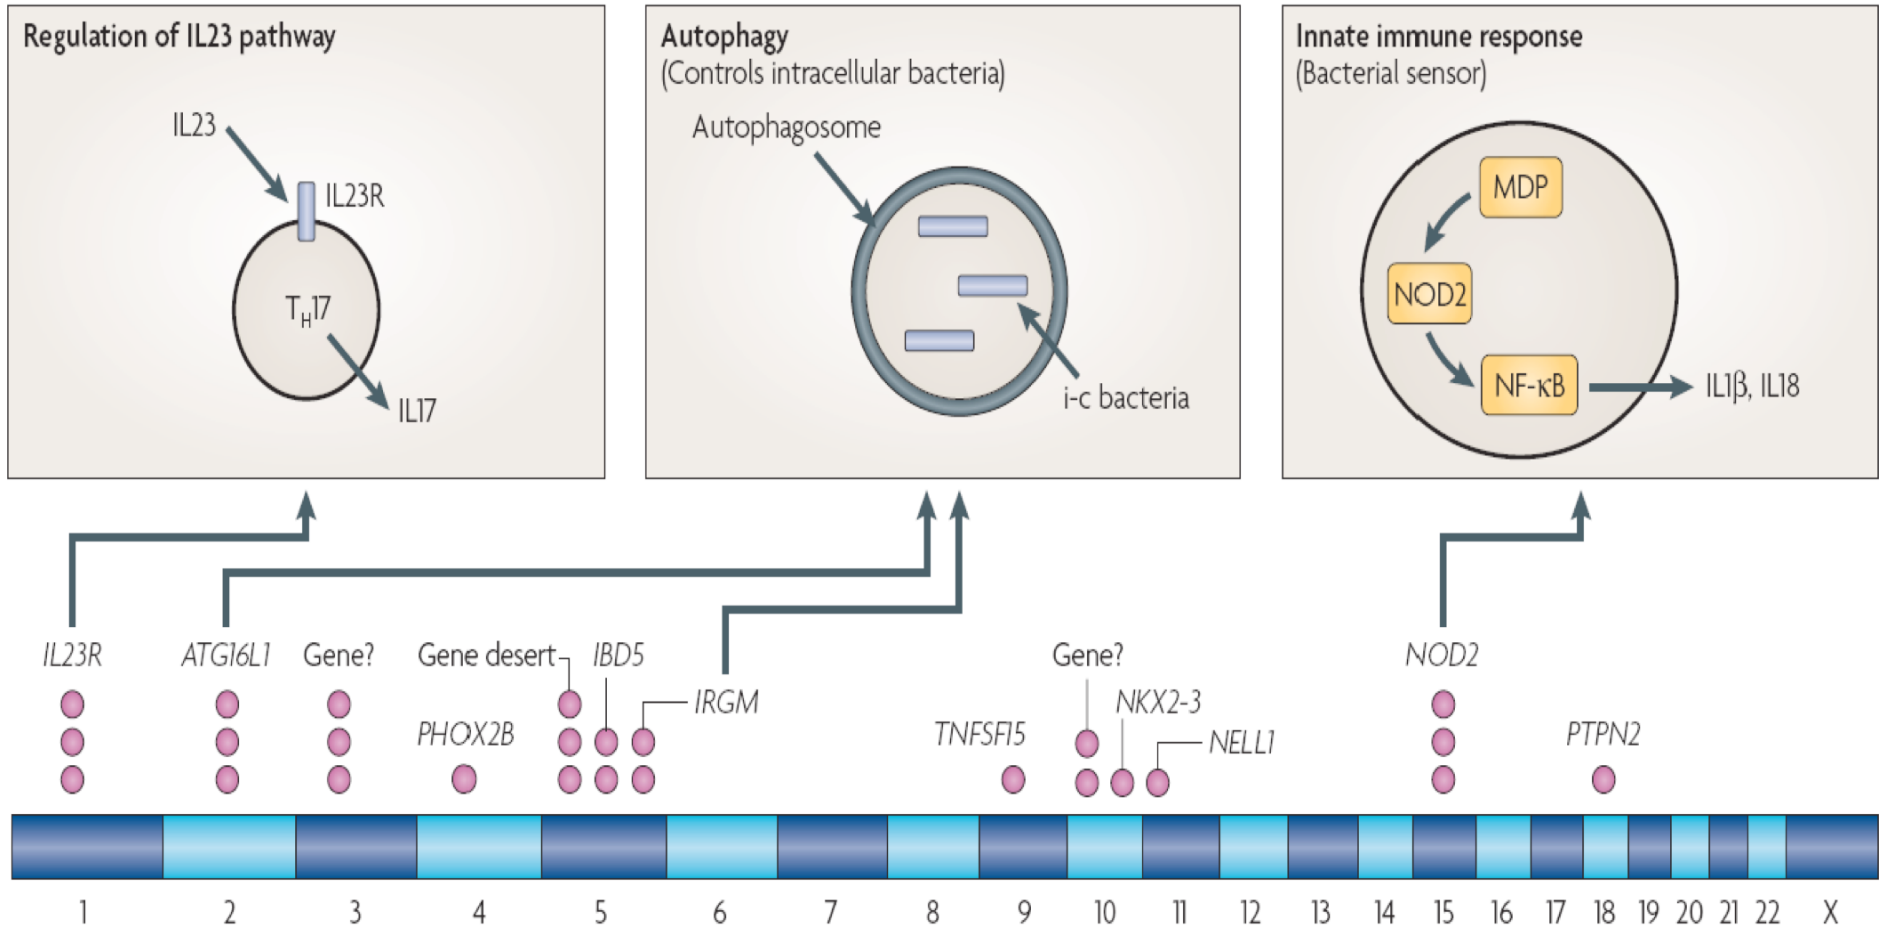 Regulation of IL23 pathway
IL23
IL23R
TH17
IL17
Autophagy
(Controls intracellular bacteria)
Autophagosome
i-c bacteria
Innate immune response
(Bacterial sensor)
MDP
NOD2
NF-κB
IL1β, IL18
IL23R
ATG16L1
Gene?
PHOX2B
Gene desert
IBD5
IRGM
TNFSF15
Gene?
NKX2-3
NELL1
NOD2
PTPN2
1 2 3 4 5 6 7 8 9 10 11 12 13 14 15 16 17 18 19 20 21 22 X